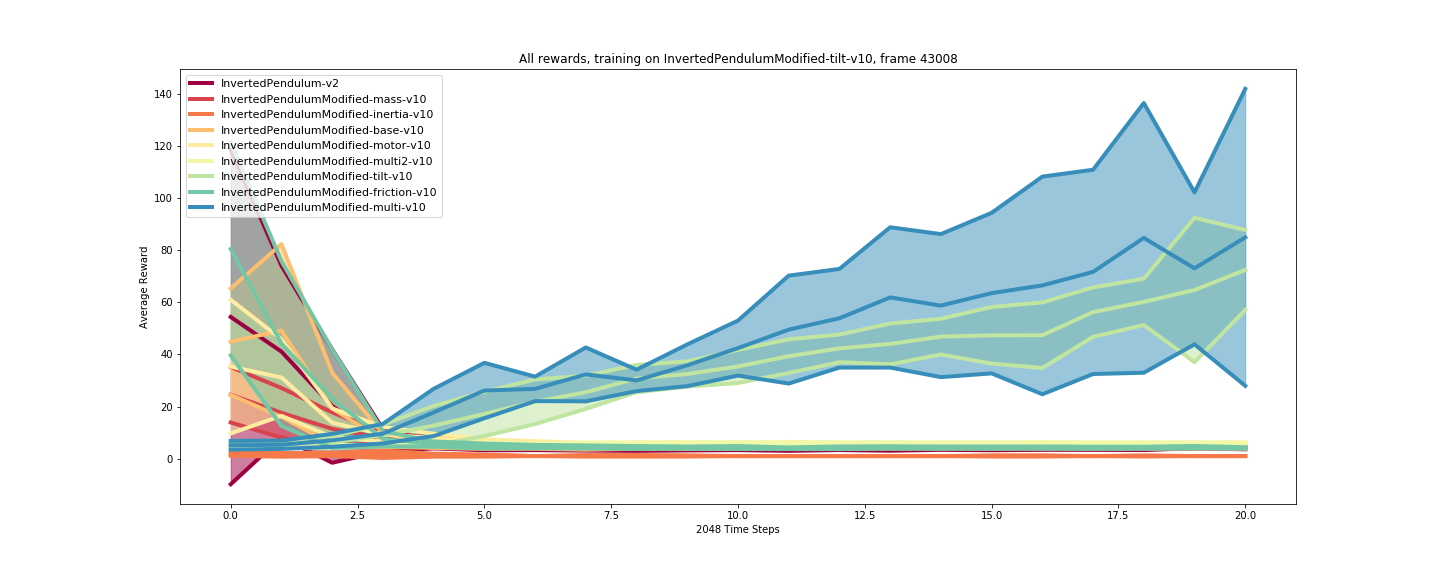 All rewards, training on InvertedPendulumModified-tilt-v10, frame 43008
InvertedPendulum-v2
InvertedPendulumModified-mass-v10
InvertedPendulumModified-inertia-v10
InvertedPendulumModified-base-v10
InvertedPendulumModified-motor-v10
InvertedPendulumModified-multi2-v10
InvertedPendulumModified-tilt-v10
InvertedPendulumModified-friction-v10
InvertedPendulumModified-multi-v10
140
120
100
80
60
40
20
0
Average Reward
0.0 2.5 5.0 7.5 10.0 12.5 15.0 17.5 20.0
2048 Time Steps